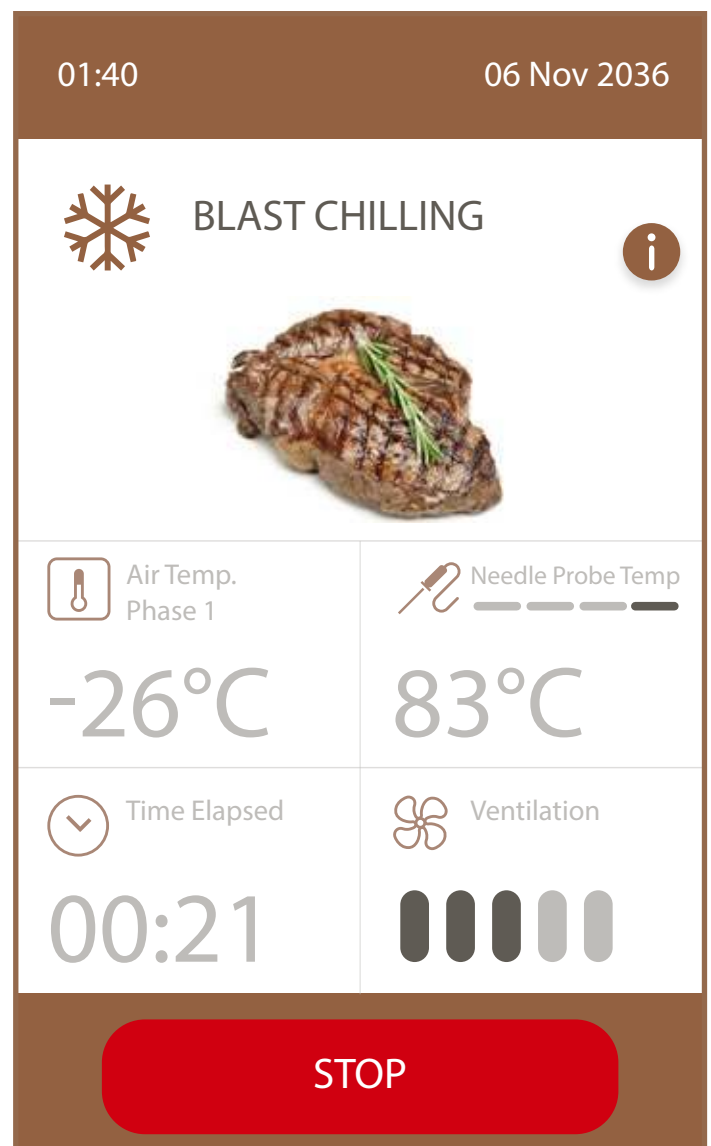 01:40 06 Nov 2036
BLAST CHILLING
i
Air Temp.
Phase 1
Needle Probe Temp
-26°C
83°C
Time Elapsed
Ventilation
00:21
STOP